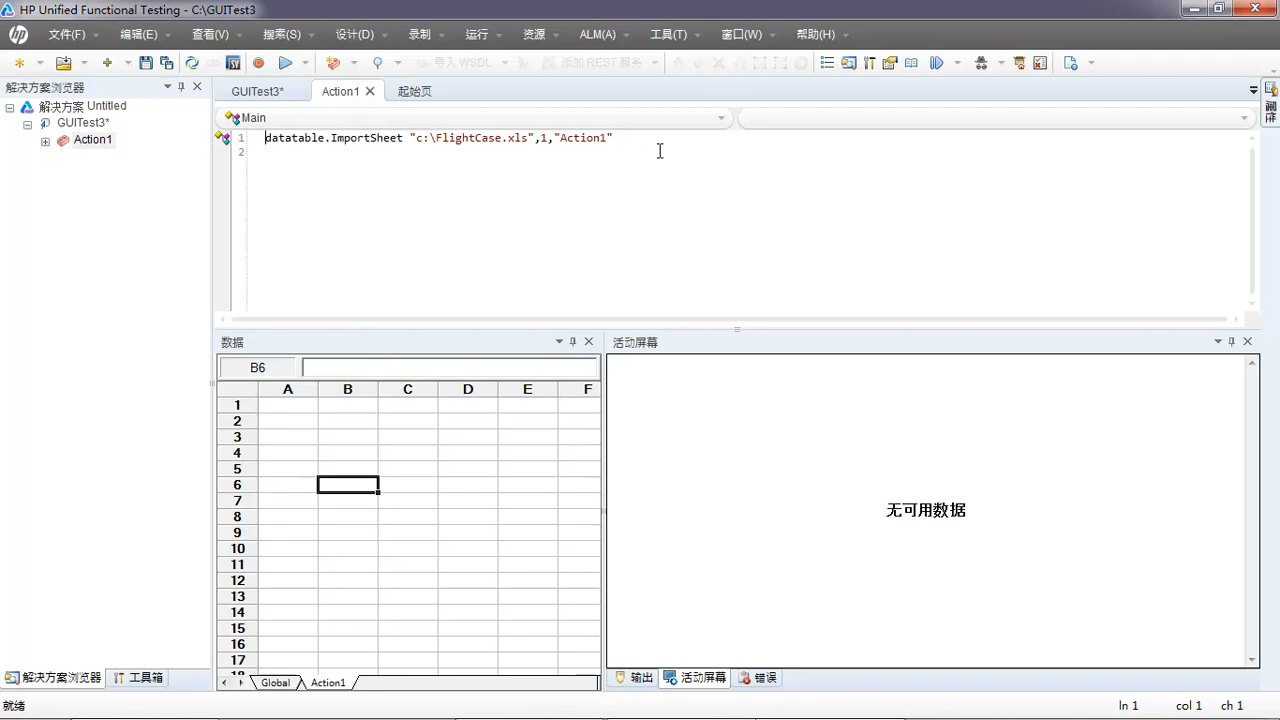 HP Unified Functional Testing - C:\GUITest3
hp 文件(F) 编辑(E) 查看(V) 搜索(S) 设计(D) 录制 运行 资源 ALM(A) 工具(T) 窗口(W) 帮助(H)
导入 WSDL 添加 REST 服务
解决方案浏览器
GUITest3* Action1 起始页
解决方案 Untitled
GUITest3*
Action1
Main
1 datatable.ImportSheet "c:\FlightCase.xls",1,"Action1"
2
属性
数据
B6
A B C D E F
1
2
3
4
5
6
7
8
9
10
11
12
13
14
15
16
17
18
Global Action1
活动屏幕
无可用数据
解决方案浏览器 工具箱
输出 活动屏幕 错误
就绪 ln 1 col 1 ch 1